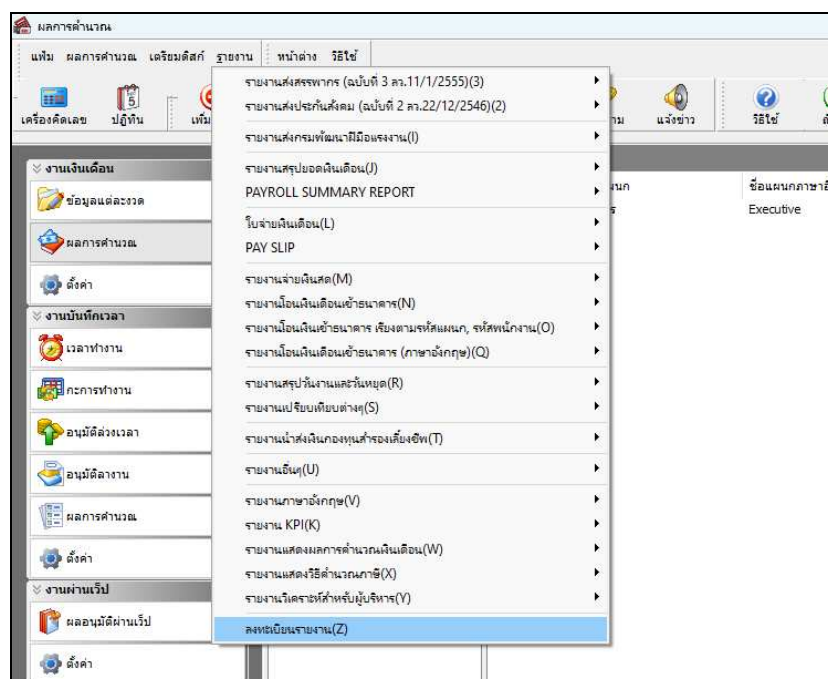 ผลการคำนวณ
แฟ้ม ผลการคำนวณ เตรียมดิสก์ รายงาน หน้าต่าง วิธีใช้
เครื่องคิดเลข ปฏิทิน แจ้งข่าว วิธีใช้
งานเงินเดือน
ข้อมูลแต่ละงวด
ผลการคำนวณ
ตั้งค่า
งานบันทึกเวลา
เวลาทำงาน
กะการทำงาน
อนุมัติล่วงเวลา
อนุมัติลางาน
ผลการคำนวณ
ตั้งค่า
งานผ่านเว็ป
ผลอนุมัติผ่านเว็ป
ตั้งค่า
รายงานส่งสรรพากร (ฉบับที่ 3 ลว.11/1/2555)(3)
รายงานส่งประกันสังคม (ฉบับที่ 2 ลว.22/12/2546)(2)
รายงานส่งกรมพัฒนาฝีมือแรงงาน(I)
รายงานสรุปยอดเงินเดือน(J)
PAYROLL SUMMARY REPORT
ใบจ่ายเงินเดือน(L)
PAY SLIP
รายงานจ่ายเงินสด(M)
รายงานโอนเงินเดือนเข้าธนาคาร(N)
รายงานโอนเงินเข้าธนาคาร เรียงตามรหัสแผนก, รหัสพนักงาน(O)
รายงานโอนเงินเดือนเข้าธนาคาร (ภาษาอังกฤษ)(Q)
รายงานสรุปวันงานและวันหยุด(R)
รายงานเปรียบเทียบต่างๆ(S)
รายงานนำส่งเงินกองทุนสำรองเลี้ยงชีพ(T)
รายงานอื่นๆ(U)
รายงานภาษาอังกฤษ(V)
รายงาน KPI(K)
รายงานแสดงผลการคำนวณเงินเดือน(W)
รายงานแสดงวิธีคำนวณภาษี(X)
รายงานวิเคราะห์สำหรับผู้บริหาร(Y)
ลงทะเบียนรายงาน(Z)
Executive